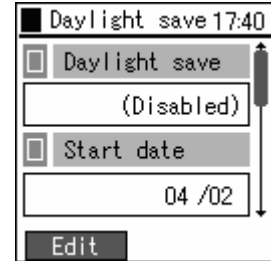 Daylight save 17:40
Daylight save
(Disabled)
Start date
04 /02
Edit